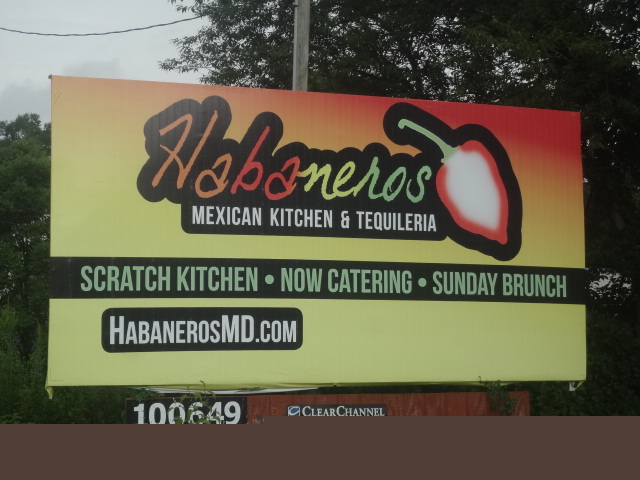 Habaneros
MEXICAN KITCHEN & TEQUILERIA
SCRATCH KITCHEN • NOW CATERING • SUNDAY BRUNCH
HABANEROSMD.COM
100649
CLEARCHANNEL